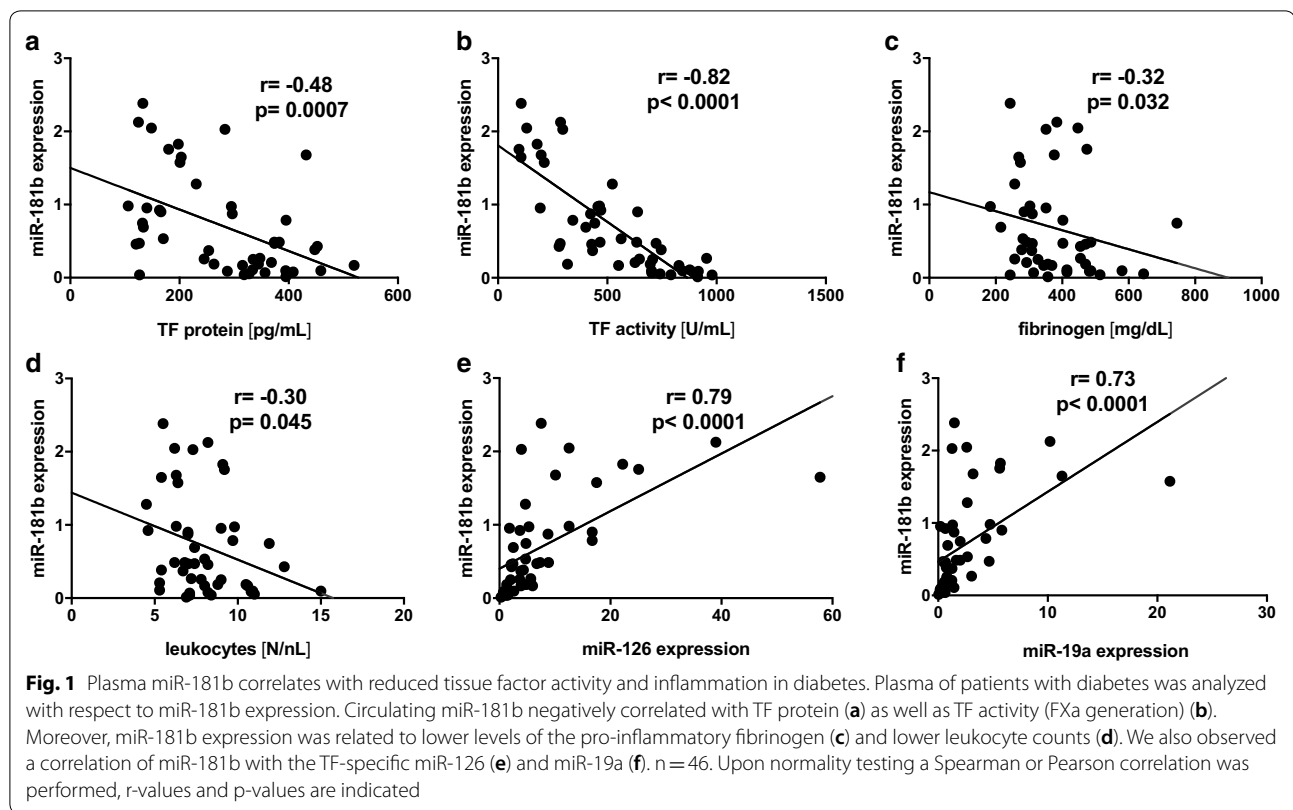 a
3
2
1
0
miR-181b expression
r= -0.48
p= 0.0007
0
200
400
600
TF protein [pg/mL]
b
3
2
1
0
miR-181b expression
r= -0.82
p< 0.0001
0
500
1000
1500
TF activity [U/mL]
c
3
2
1
0
miR-181b expression
r= -0.32
p= 0.032
0
200
400
600
800
1000
fibrinogen [mg/dL]
d
3
2
1
0
miR-181b expression
r= -0.30
p= 0.045
0
5
10
15
20
leukocytes [N/nL]
e
3
2
1
0
miR-181b expression
r= 0.79
p< 0.0001
0
20
40
60
miR-126 expression
f
3
2
1
0
miR-181b expression
r= 0.73
p< 0.0001
0
10
20
30
miR-19a expression
Fig. 1 Plasma miR-181b correlates with reduced tissue factor activity and inflammation in diabetes. Plasma of patients with diabetes was analyzed
with respect to miR-181b expression. Circulating miR-181b negatively correlated with TF protein (a) as well as TF activity (FXa generation) (b).
Moreover, miR-181b expression was related to lower levels of the pro-inflammatory fibrinogen (c) and lower leukocyte counts (d). We also observed
a correlation of miR-181b with the TF-specific miR-126 (e) and miR-19a (f). n = 46. Upon normality testing a Spearman or Pearson correlation was
performed, r-values and p-values are indicated